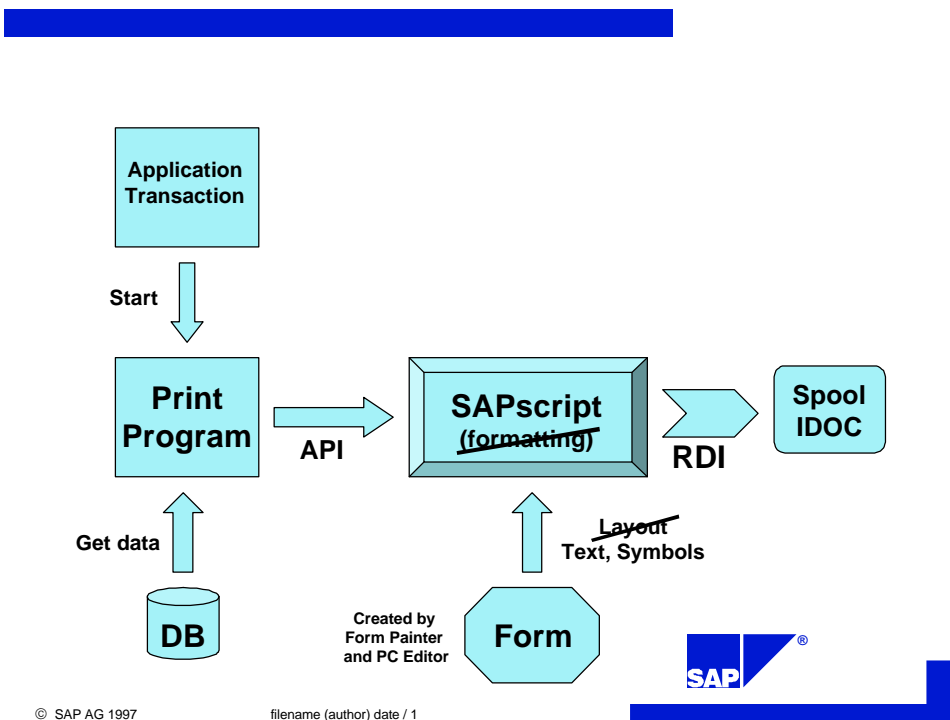 Application
Transaction
Start
Print
Program
API
SAPscript
(formatting)
RDI
Spool
IDOC
Get data
Layout
Text, Symbols
DB
Created by
Form Painter
and PC Editor
Form
SAP
®
© SAP AG 1997
filename (author) date / 1